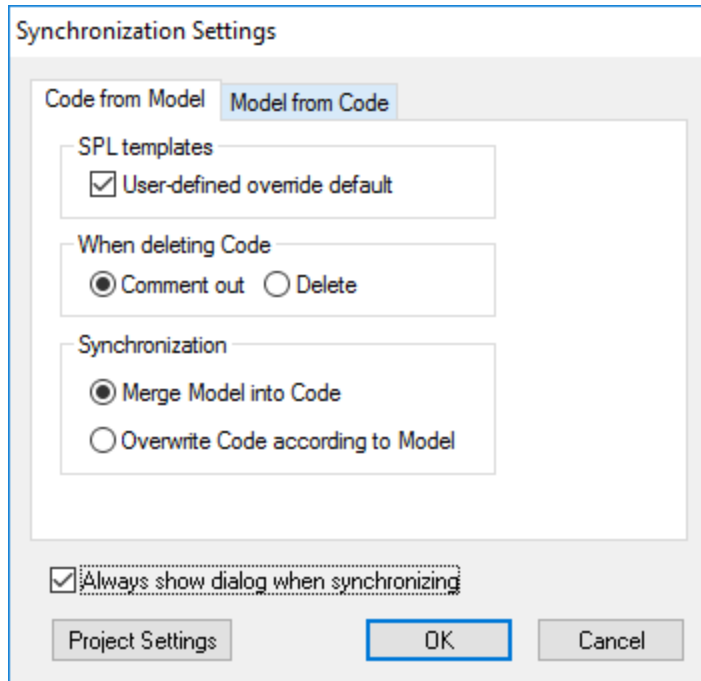 Synchronization Settings
Code from Model Model from Code
SPL templates
User-defined override default
When deleting Code
Comment out Delete
Synchronization
Merge Model into Code
Overwrite Code according to Model
Always show dialog when synchronizing
Project Settings OK Cancel